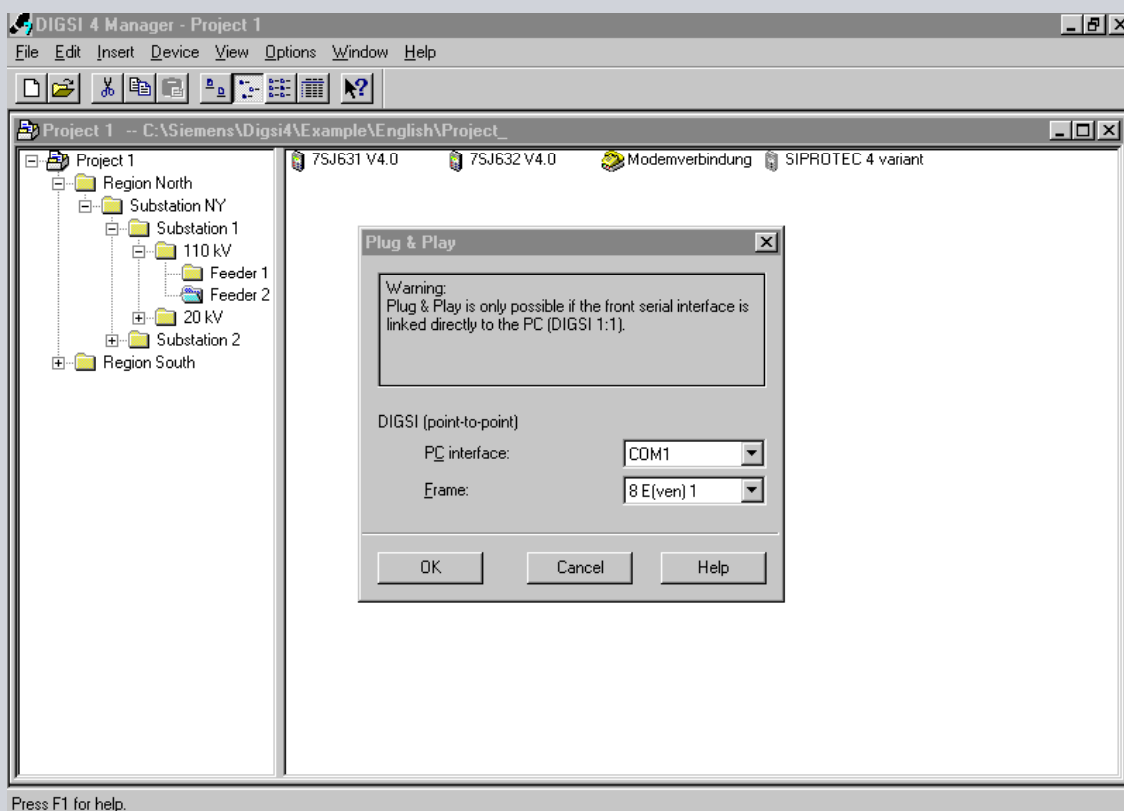 DIGSI 4 Manager - Project 1
File Edit Insert Device View Options Window Help
Project 1 -- C:\Siemens\Digsi4\Example\English\Project_
Project 1
Region North
Substation NY
Substation 1
110 kV
Feeder 1
Feeder 2
20 kV
Substation 2
Region South
7SJ631 V4.0 7SJ632 V4.0 Modemverbindung SIPROTEC 4 variant
Plug & Play
Warning:
Plug & Play is only possible if the front serial interface is
linked directly to the PC (DIGSI 1:1).
DIGSI (point-to-point)
PC interface: COM1
Frame: 8 E(ven) 1
OK Cancel Help
Press F1 for help.